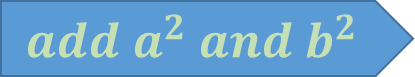 add a² and b²